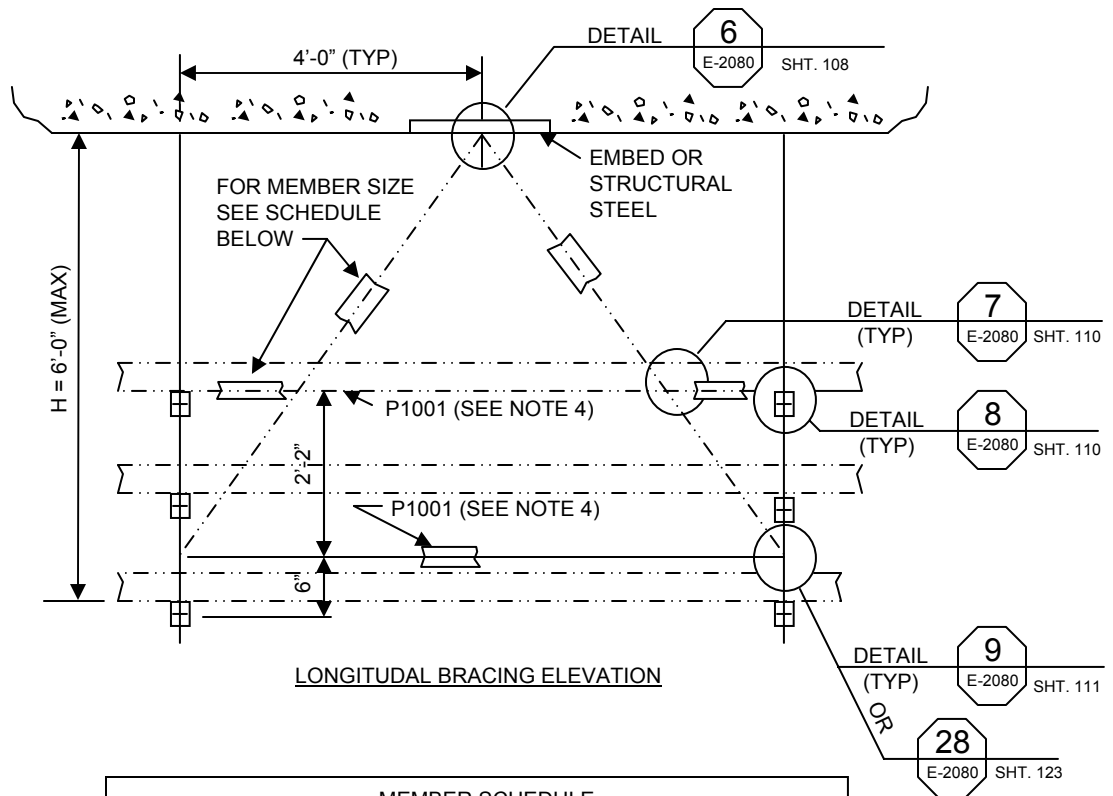 DETAIL
6
E-2080
SHT. 108
4'-0" (TYP)
EMBED OR
STRUCTURAL
STEEL
FOR MEMBER SIZE
SEE SCHEDULE
BELOW
H = 6'-0" (MAX)
DETAIL
(TYP)
7
E-2080
SHT. 110
P1001 (SEE NOTE 4)
DETAIL
(TYP)
8
E-2080
SHT. 110
2'-2"
P1001 (SEE NOTE 4)
6"
LONGITUDAL BRACING ELEVATION
DETAIL
(TYP)
9
E-2080
SHT. 111
OR
28
E-2080
SHT. 123